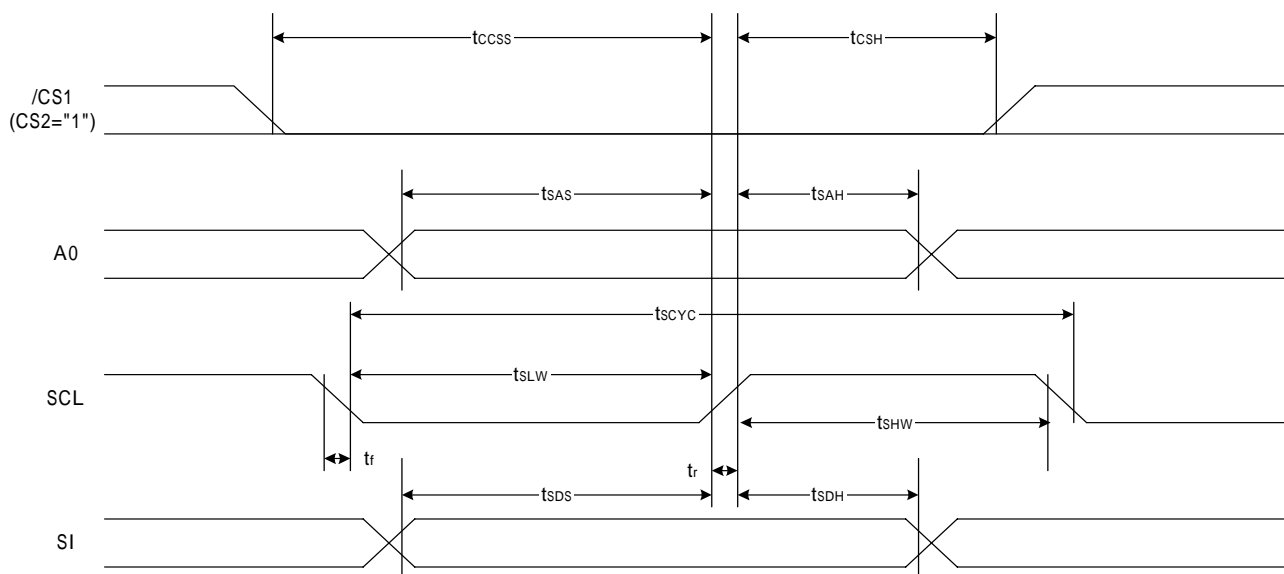 tCCSS
tCSH
/CS1
(CS2="1")
tSAS
tSAH
A0
tSCYC
tSLW
SCL
tSHW
tf
tr
tSDS
tSDH
SI